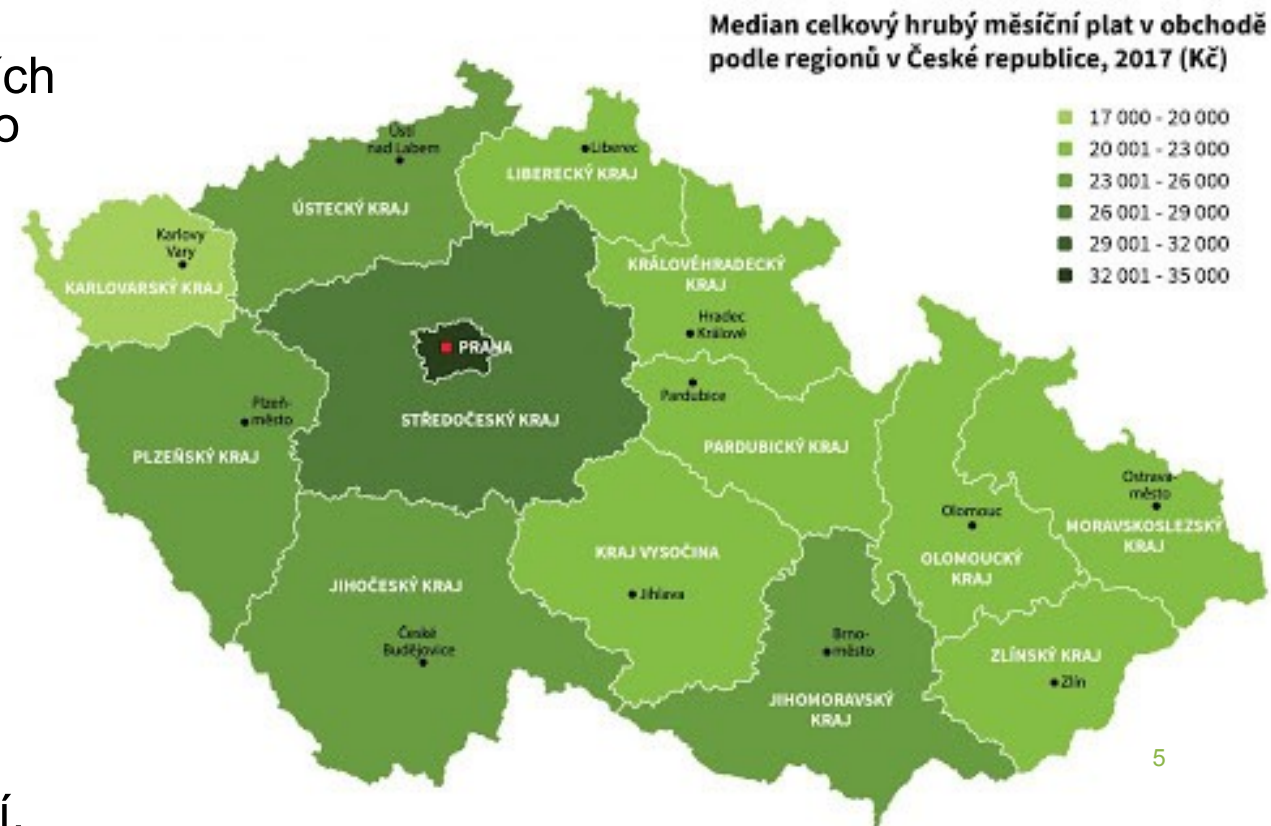 Median celkový hrubý měsíční plat v obchodě
podle regionů v České republice, 2017 (Kč)
ích
o
17 000 - 20 000
20 001 - 23 000
23 001 - 26 000
26 001 - 29 000
29 001 - 32 000
32 001 - 35 000
Ústí
nad Labem
ÚSTECKÝ KRAJ
Liberec
LIBERECKÝ KRAJ
Karlovy
Vary
KARLOVARSKÝ KRAJ
KRÁLOVÉHRADECKÝ
KRAJ
Hradec
Králové
PRAHA
STŘEDOČESKÝ KRAJ
Pardubice
PARDUBICKÝ KRAJ
Plzeň-
město
PLZEŇSKÝ KRAJ
Ostrava-
město
MORAVSKOSLEZSKÝ
KRAJ
Olomouc
OLOMOUCKÝ
KRAJ
KRAJ VYSOČINA
Jihlava
JIHOČESKÝ KRAJ
České
Budějovice
Brno-
město
JIHOMORAVSKÝ
KRAJ
ZLÍNSKÝ KRAJ
Zlín
5
í.